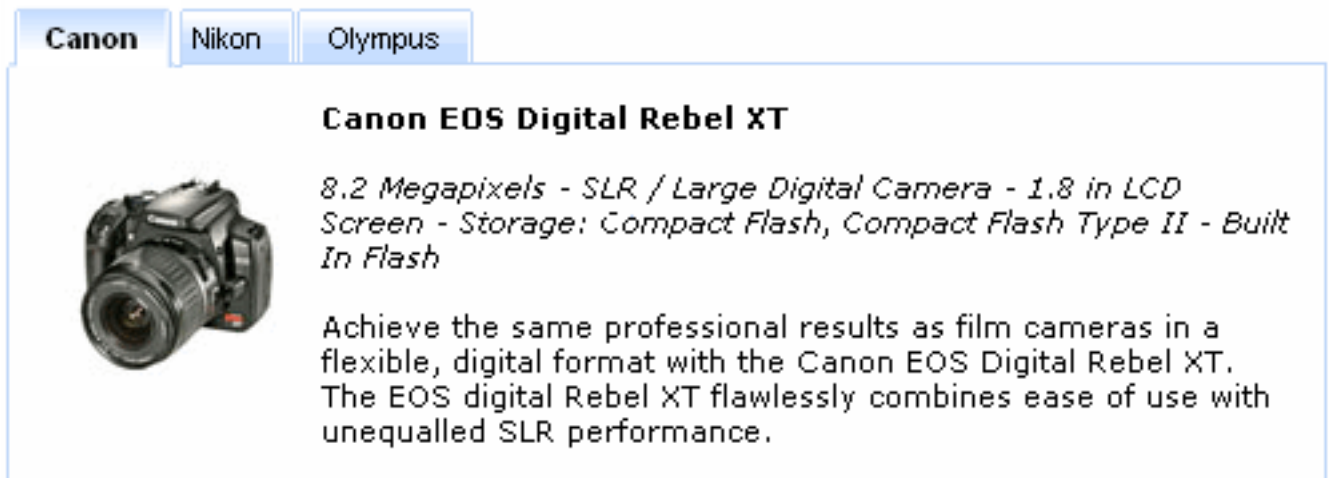 Canon Nikon Olympus
Canon EOS Digital Rebel XT
8.2 Megapixels - SLR / Large Digital Camera - 1.8 in LCD
Screen - Storage: Compact Flash, Compact Flash Type II - Built
In Flash
Achieve the same professional results as film cameras in a
flexible, digital format with the Canon EOS Digital Rebel XT.
The EOS digital Rebel XT flawlessly combines ease of use with
unequalled SLR performance.
Canon